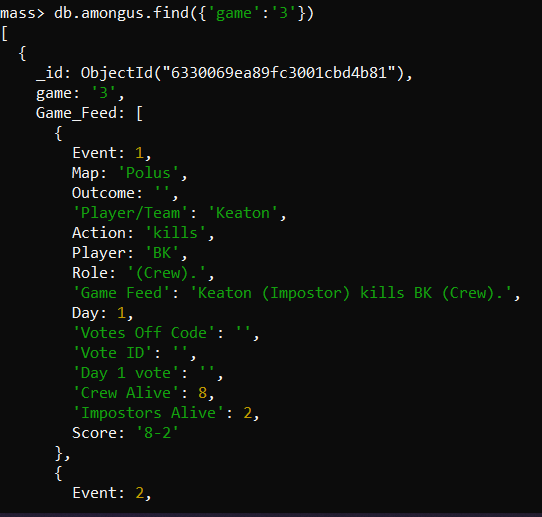 mass> db.amongus.find({'game':'3'})
[
  {
    _id: ObjectId("6330069ea89fc3001cbd4b81"),
    game: '3',
    Game_Feed: [
      {
        Event: 1,
        Map: 'Polus',
        Outcome: '',
        'Player/Team': 'Keaton',
        Action: 'kills',
        Player: 'BK',
        Role: '(Crew).',
        'Game Feed': 'Keaton (Impostor) kills BK (Crew).',
        Day: 1,
        'Votes Off Code': '',
        'Vote ID': '',
        'Day 1 vote': '',
        'Crew Alive': 8,
        'Impostors Alive': 2,
        Score: '8-2'
      },
      {
        Event: 2,